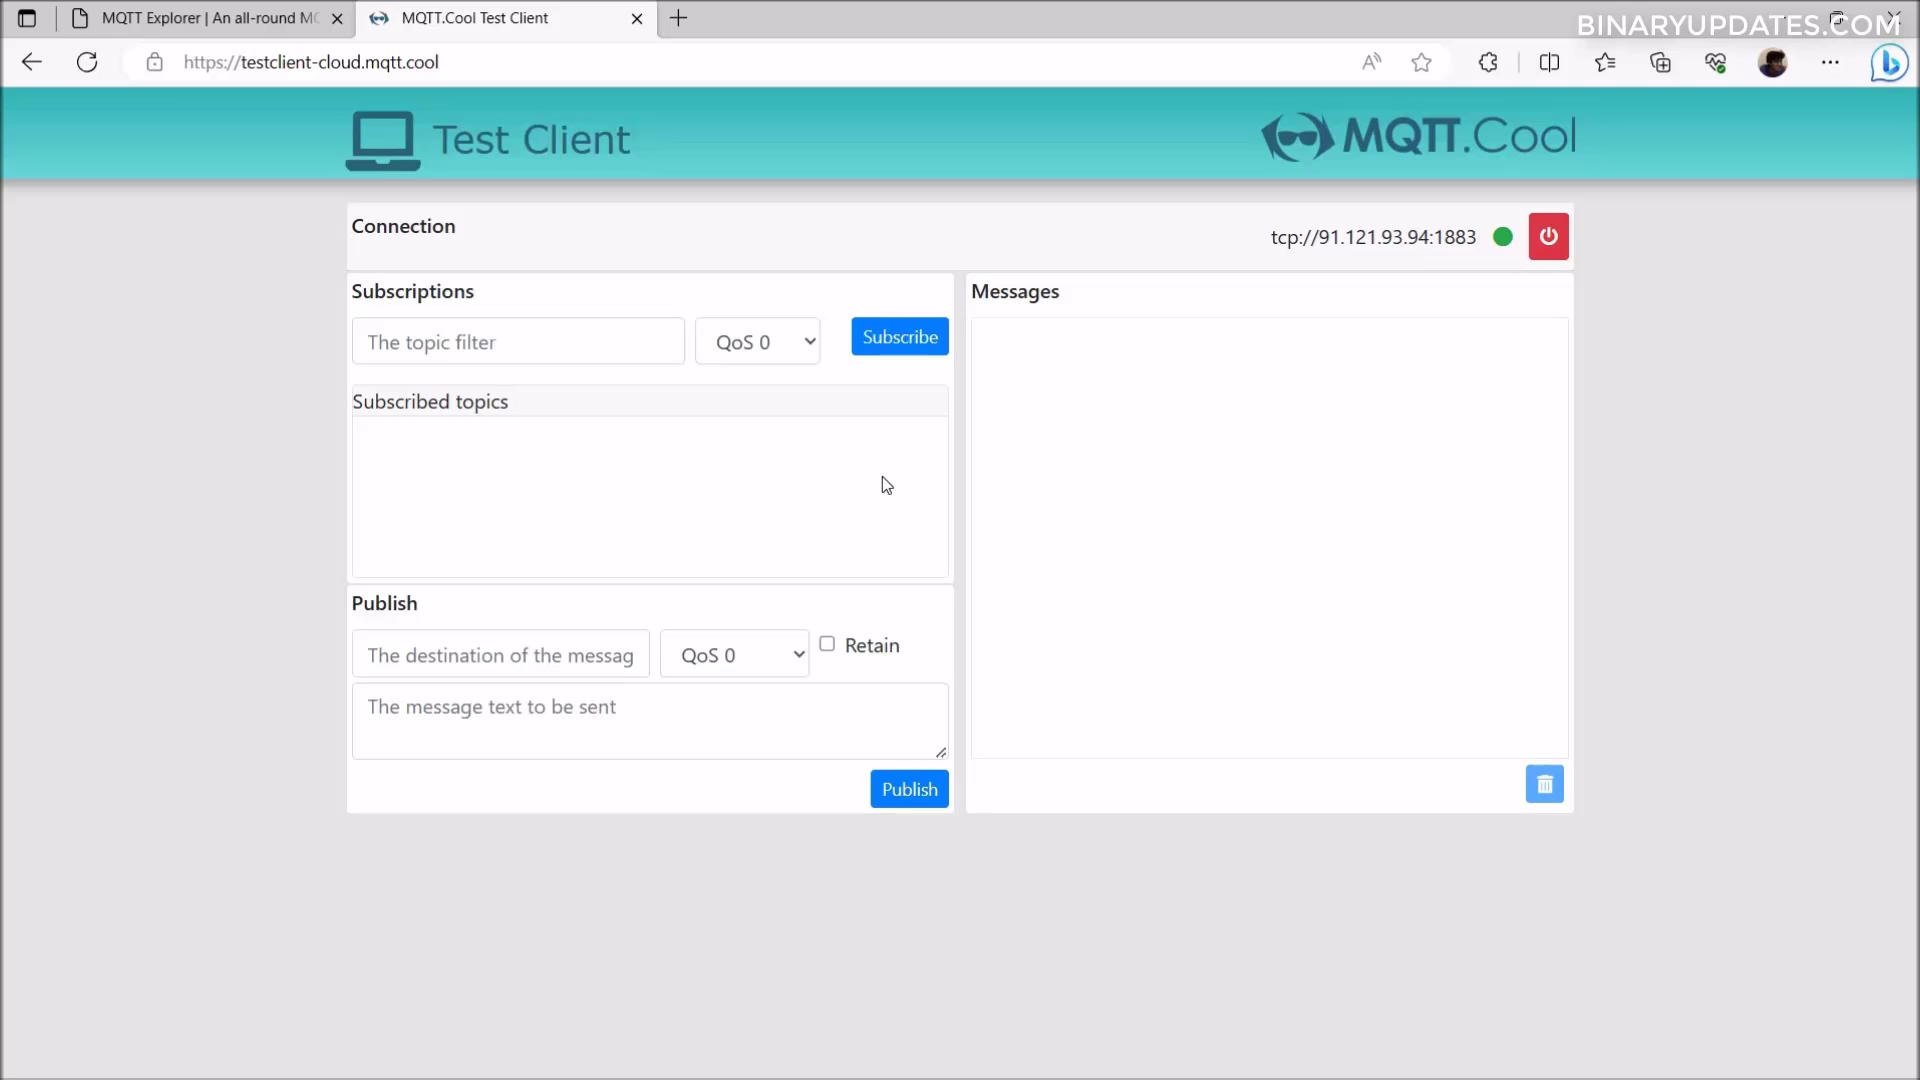 MQTT Explorer | An all-round MQ
MQTT.Cool Test Client
BINARYUPDATES.COM
https://testclient-cloud.mqtt.cool
Test Client
MQTT.Cool
Connection
tcp://91.121.93.94:1883
Subscriptions
Messages
The topic filter
QoS 0
Subscribe
Subscribed topics
Publish
The destination of the messag
QoS 0
Retain
The message text to be sent
Publish